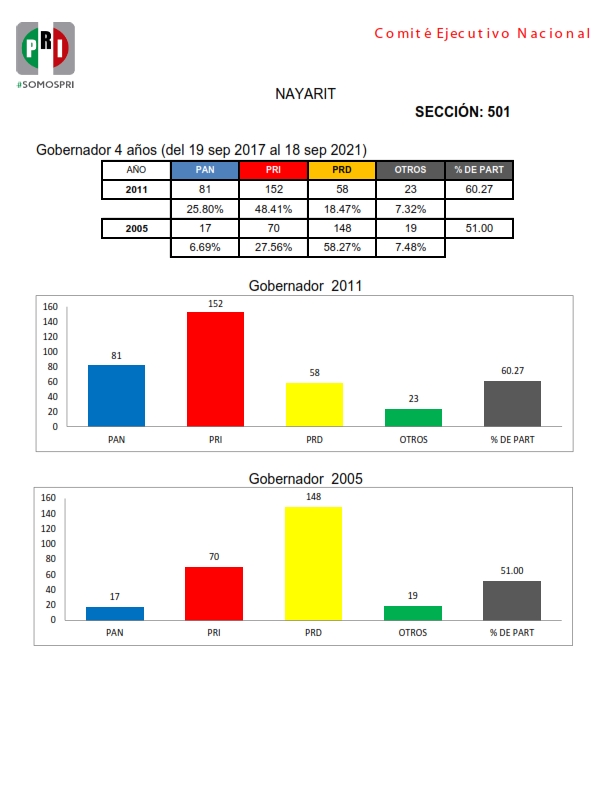 PRI
#SOMOSPRI
Comité Ejecutivo Nacional
NAYARIT
SECCIÓN: 501
Gobernador 4 años (del 19 sep 2017 al 18 sep 2021)
AÑO PAN PRI PRD OTROS % DE PART
2011 81 152 58 23 60.27
25.80% 48.41% 18.47% 7.32%
2005 17 70 148 19 51.00
6.69% 27.56% 58.27% 7.48%
Gobernador 2011
160
140
120
100
80
60
40
20
0
81
152
58
23
60.27
PAN PRI PRD OTROS % DE PART
Gobernador 2005
160
140
120
100
80
60
40
20
0
17
70
148
19
51.00
PAN PRI PRD OTROS % DE PART